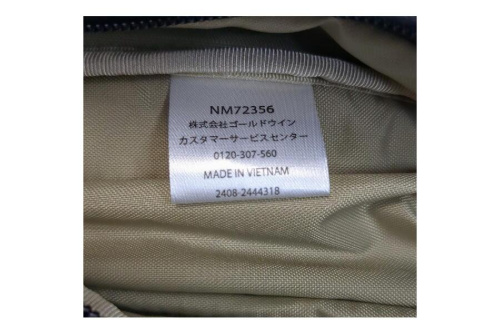 NM72356
株式会社ゴールドウイン
カスタマーサービスセンター
0120-307-560
MADE IN VIETNAM
2408-2444318